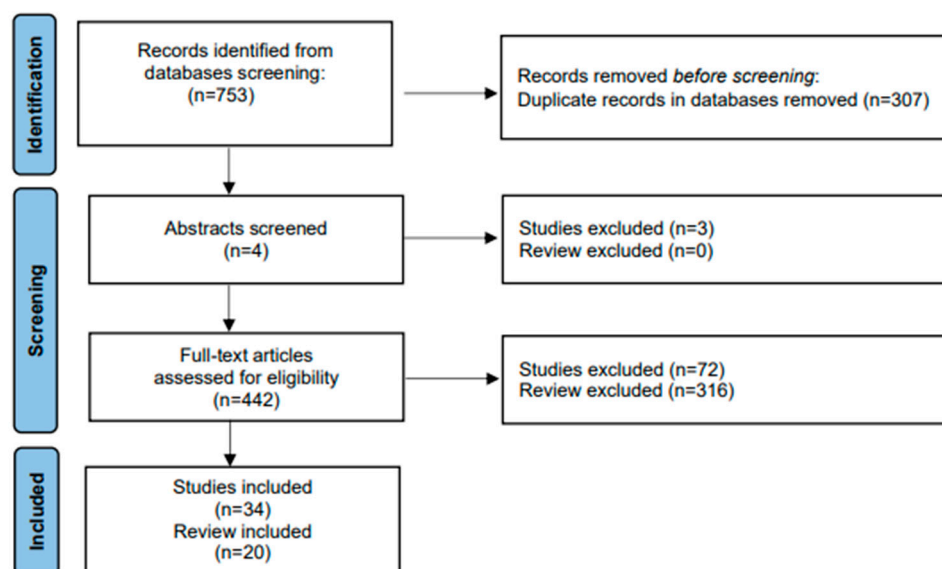 Identification
Records identified from
databases screening:
(n=753)
Records removed before screening:
Duplicate records in databases removed (n=307)
Screening
Abstracts screened
(n=4)
Studies excluded (n=3)
Review excluded (n=0)
Full-text articles
assessed for eligibility
(n=442)
Studies excluded (n=72)
Review excluded (n=316)
Included
Studies included
(n=34)
Review included
(n=20)